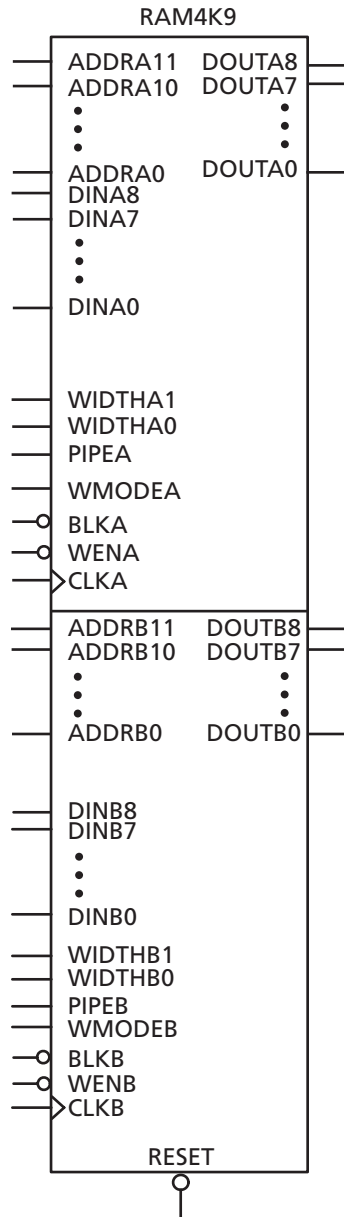 RAM4K9
ADDRA11 DOUTA8
ADDRA10 DOUTA7
ADDRA0 DOUTA0
DINA8
DINA7
DINA0
WIDTHA1
WIDTHA0
PIPEA
WMODEA
BLKA
WENA
CLKA
ADDRB11 DOUTB8
ADDRB10 DOUTB7
ADDRB0 DOUTB0
DINB8
DINB7
DINB0
WIDTHB1
WIDTHB0
PIPEB
WMODEB
BLKB
WENB
CLKB
RESET